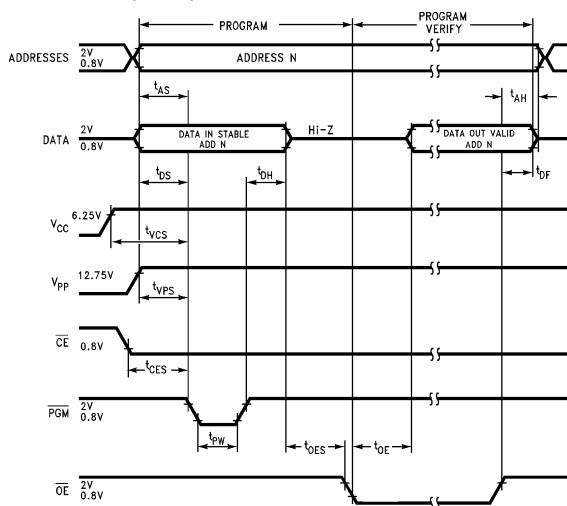 PROGRAM
PROGRAM
VERIFY
ADDRESSES
2V
0.8V
ADDRESS N
tAS
tAH
DATA
2V
0.8V
DATA IN STABLE
ADD N
Hi-Z
DATA OUT VALID
ADD N
tDS
tDH
tDF
VCC
6.25V
tVCS
VPP
12.75V
tVPS
CE
0.8V
tCES
PGM
2V
0.8V
tPW
tOES
tOE
OE
2V
0.8V